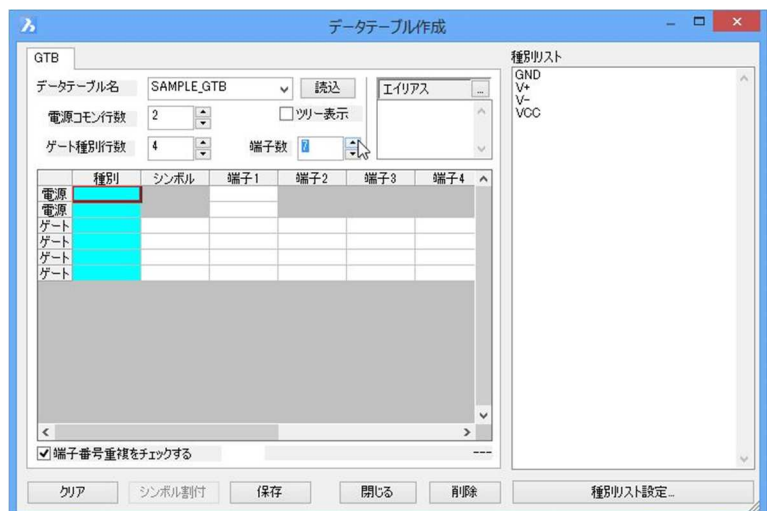 データテーブル作成
GTB
種別リスト
データテーブル名 SAMPLE_GTB 読込 エイリアス ...
電源コモン行数 2 ツリー表示
ゲート種別行数 4 端子数 7
種別 シンボル 端子1 端子2 端子3 端子4
電源
電源
ゲート
ゲート
ゲート
ゲート
GND
V+
V-
VCC
端子番号重複をチェックする ---
クリア シンボル割付 保存 閉じる 削除 種別リスト設定...